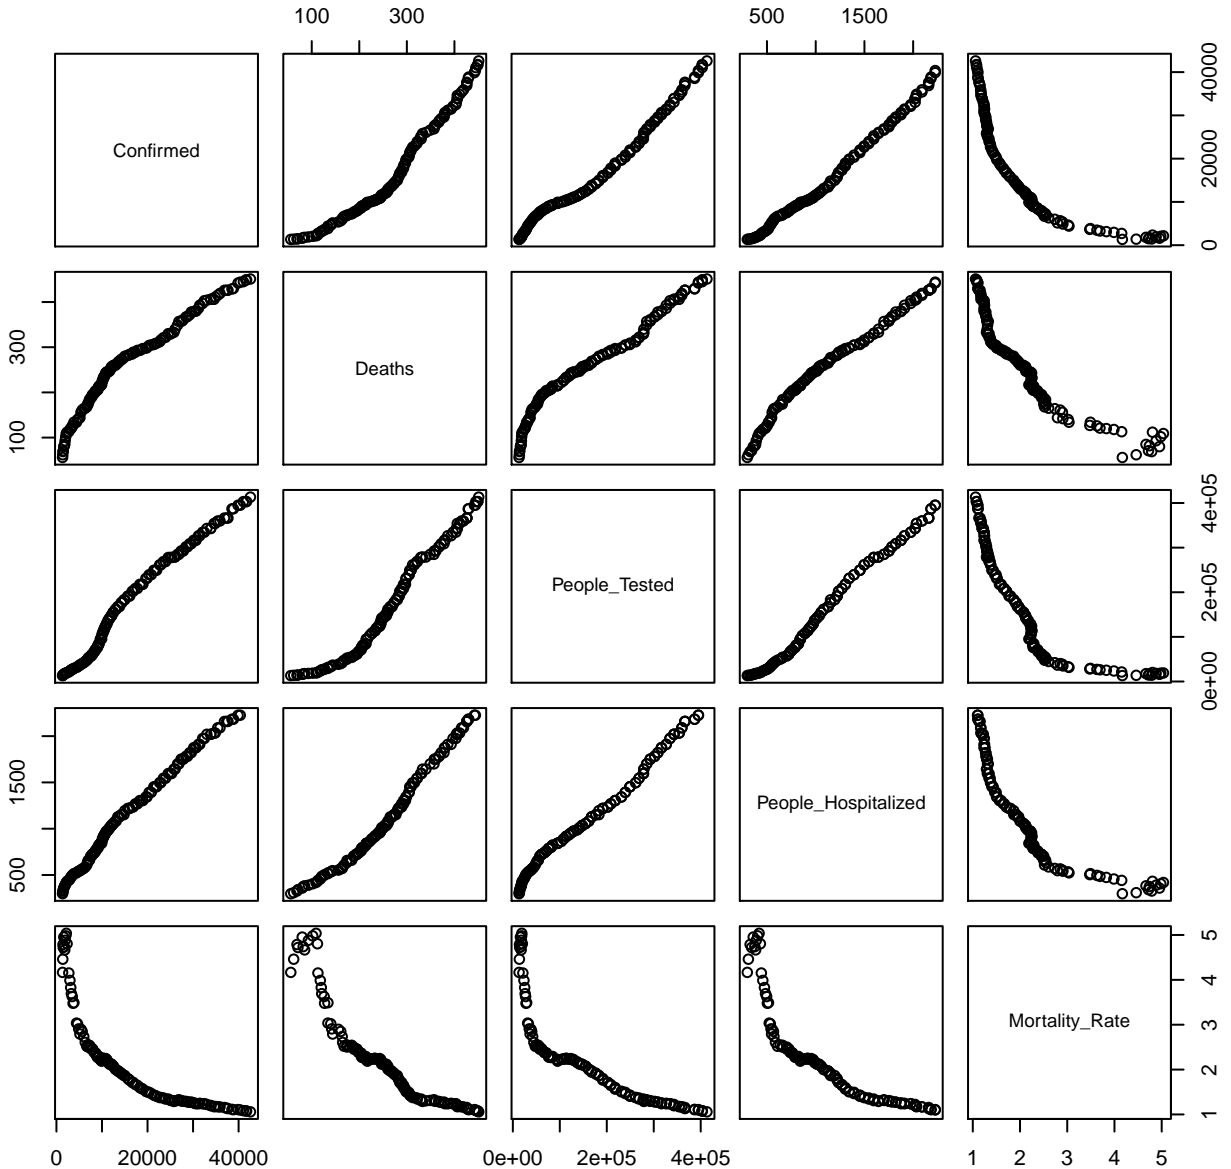 100 300 500 1500
Confirmed
0 20000 40000
100 300
Deaths
People_Tested
0e+00 2e+05 4e+05
500 1500
People_Hospitalized
Mortality_Rate
1 2 3 4 5
0 20000 40000 0e+00 2e+05 4e+05 1 2 3 4 5